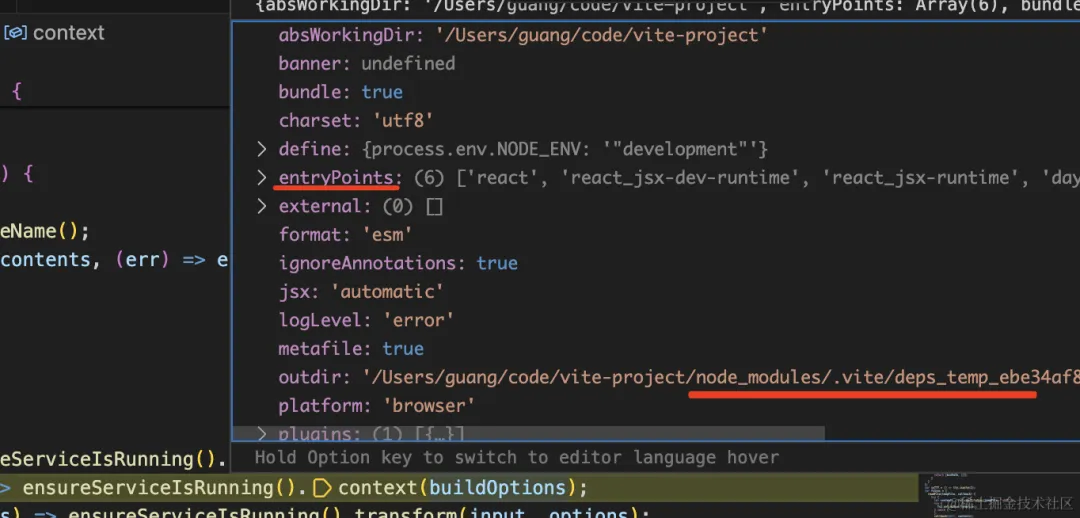 {absWorkingDir: '/Users/guang/code/vite-project', entryPoints: Array(6), bundle
context
absWorkingDir: '/Users/guang/code/vite-project'
banner: undefined
{
bundle: true
charset: 'utf8'
define: {process.env.NODE_ENV: '"development"'}
) {
entryPoints: (6) ['react', 'react_jsx-dev-runtime', 'react_jsx-runtime', 'day
external: (0) []
eName();
format: 'esm'
contents, (err) => e
ignoreAnnotations: true
jsx: 'automatic'
logLevel: 'error'
metafile: true
outdir: '/Users/guang/code/vite-project/node_modules/.vite/deps_temp_ebe34af8
platform: 'browser'
plugins: (1) [{…}]
eServiceIsRunning().
Hold Option key to switch to editor language hover
> ensureServiceIsRunning().context(buildOptions);
s) => ensureServiceIsRunning().transform(input, options);
@稀土掘金技术社区